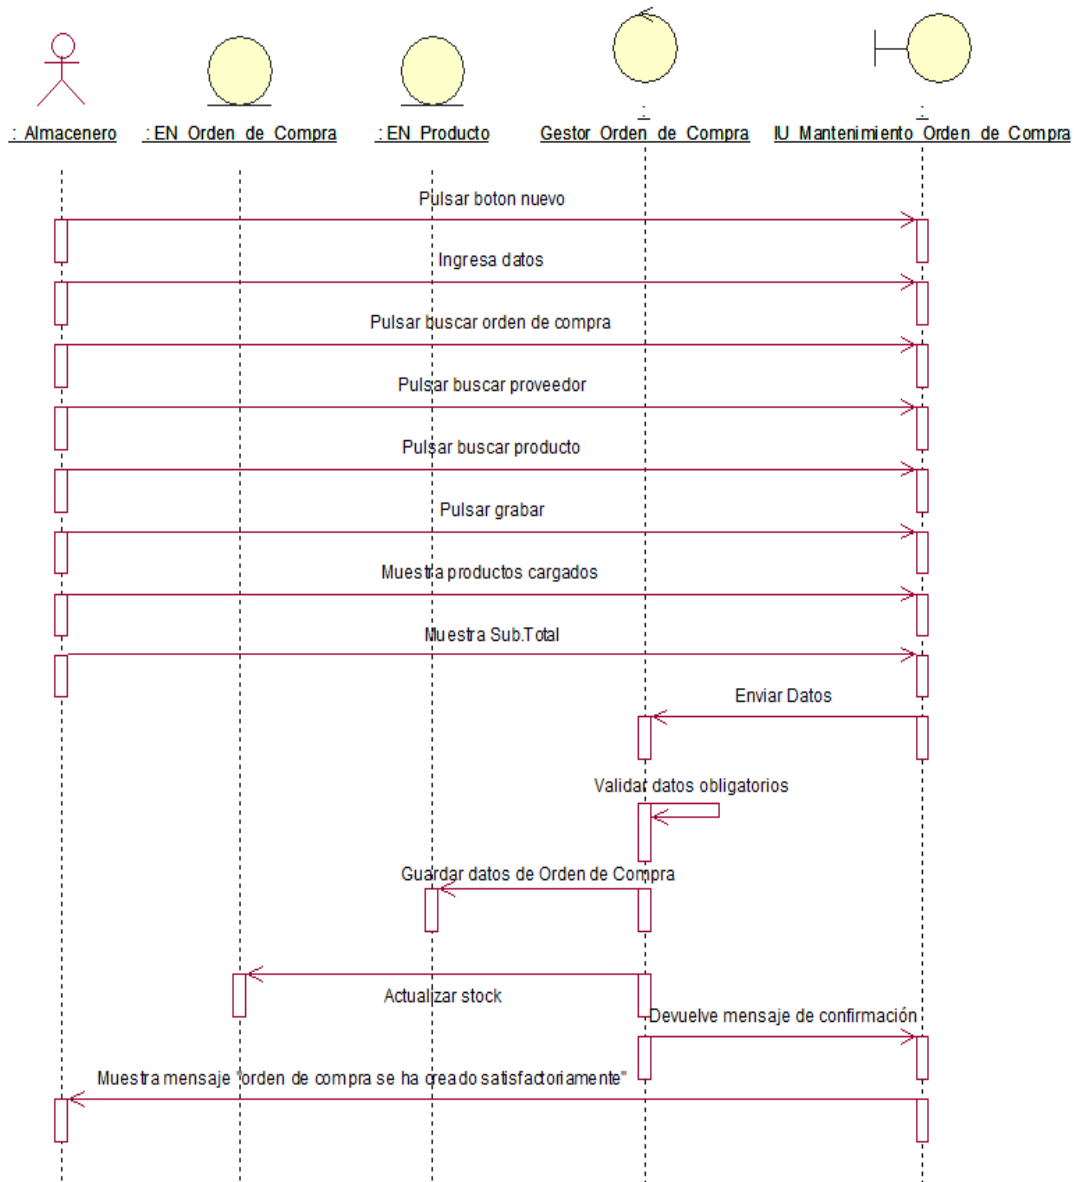 : Almacenero
: EN_Orden_de_Compra
: EN_Producto
:
Gestor_Orden_de_Compra
:
IU_Mantenimiento_Orden_de_Compra
Pulsar boton nuevo
Ingresa datos
Pulsar buscar orden de compra
Pulsar buscar proveedor
Pulsar buscar producto
Pulsar grabar
Muestra productos cargados
Muestra Sub.Total
Enviar Datos
Validar datos obligatorios
Guardar datos de Orden de Compra
Actualizar stock
Devuelve mensaje de confirmación
Muestra mensaje "orden de compra se ha creado satisfactoriamente"